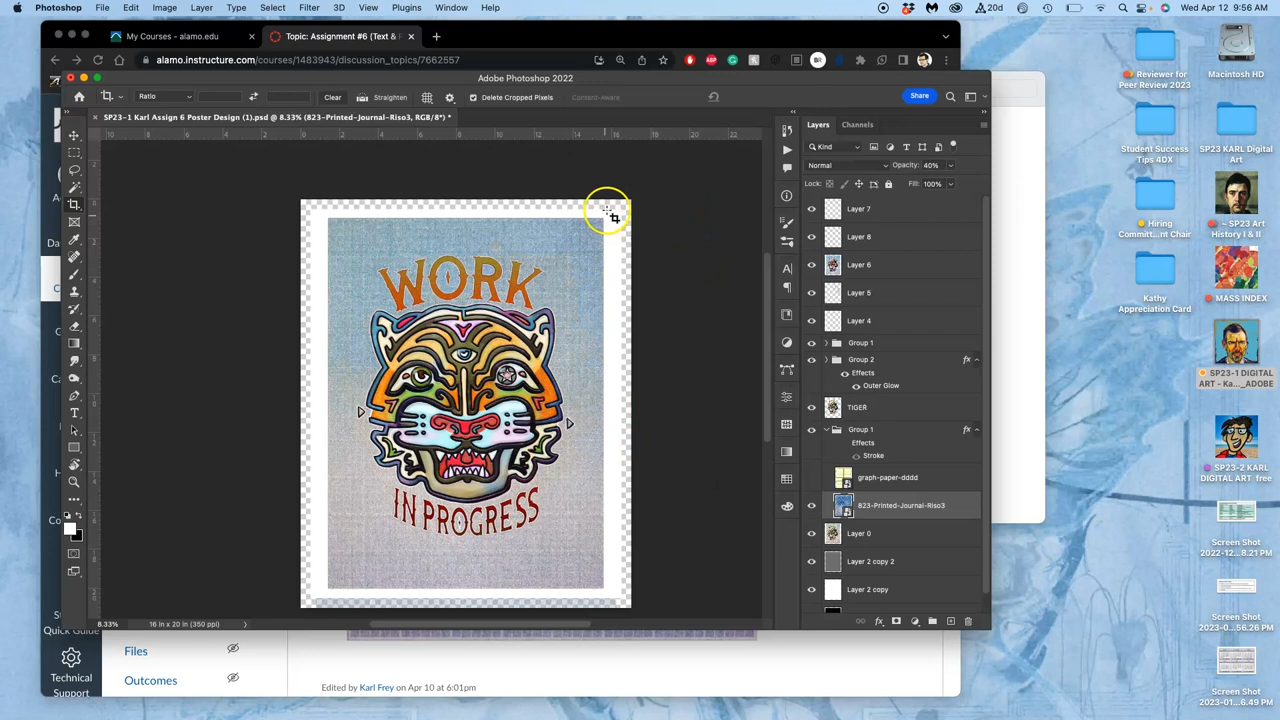 Photoshop File Edit Image Layer Type Select Filter 3D View Plugins Window Help 20d Wed Apr 12 9:56 AM
My Courses - alamo.edu Topic: Assignment #6 (Text & F
alamo.instructure.com/courses/1483943/discussion_topics/7662557
Adobe Photoshop 2022
Ratio Clear Straighten Delete Cropped Pixels Content-Aware Share
SP23-1 Karl Assign 6 Poster Design (1).psd @ 8.33% (823-Printed-Journal-Riso3, RGB/8*) *
Layers Channels
Kind
Normal Opacity: 40%
Lock: Fill: 100%
Layer 7
Layer 8
Layer 6
Layer 5
Layer 4
Group 1
Group 2 fx
Effects
Outer Glow
TIGER
Group 1 fx
Effects
Stroke
graph-paper-dddd
823-Printed-Journal-Riso3
Layer 0
Layer 2 copy 2
Layer 2 copy
WORK
IN PROGRESS
8.33% 16 in x 20 in (350 ppi)
Quick Guide
Technical
Support
Files
Outcomes
Edited by Karl Frey on Apr 10 at 6:01pm
Reviewer for
Peer Review 2023
Macintosh HD
Student Success
Tips 4DX
SP23 KARL Digital
Art
Hiring
Committ...nt Chair
~ SP23 Art
History I & II
Kathy
Appreciation Card
MASS INDEX
SP23-1 DIGITAL
ART - Ka..._ADOBE
SP23-2 KARL
DIGITAL ART free
Screen Shot
2022-12...8.21 PM
Screen Shot
2023-0...56.26 PM
Screen Shot
2023-01...6.49 PM